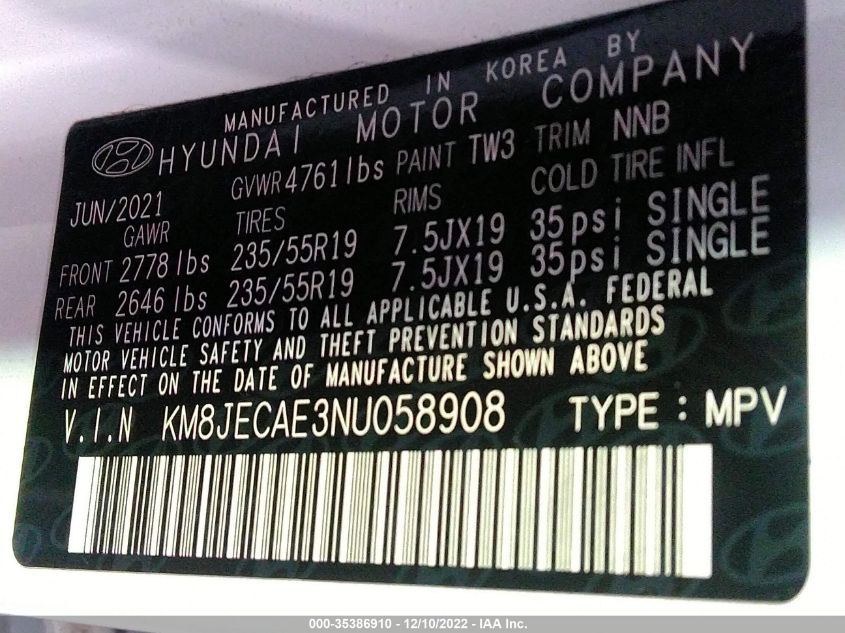 MANUFACTURED IN KOREA BY
HYUNDAI MOTOR COMPANY
JUN/2021 GVWR 4761 lbs PAINT TW3 TRIM NNB
GAWR TIRES RIMS COLD TIRE INFL
FRONT 2778 lbs 235/55R19 7.5JX19 35psi SINGLE
REAR 2646 lbs 235/55R19 7.5JX19 35psi SINGLE
THIS VEHICLE CONFORMS TO ALL APPLICABLE U.S.A. FEDERAL
MOTOR VEHICLE SAFETY AND THEFT PREVENTION STANDARDS
IN EFFECT ON THE DATE OF MANUFACTURE SHOWN ABOVE
V.I.N KM8JECAE3NU058908 TYPE : MPV
000-35386910 - 12/10/2022 - IAA Inc.